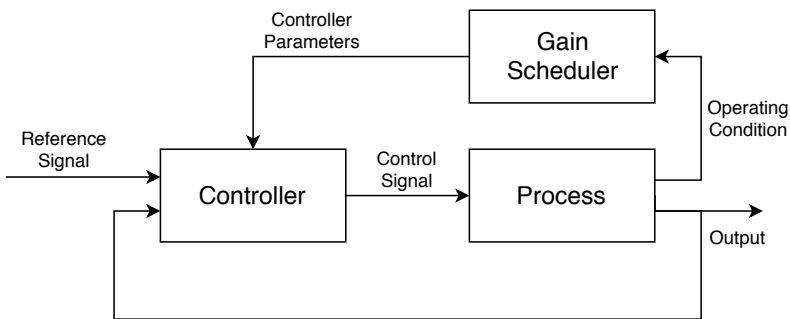 Controller
Parameters
Gain
Scheduler
Operating
Condition
Reference
Signal
Controller
Control
Signal
Process
Output